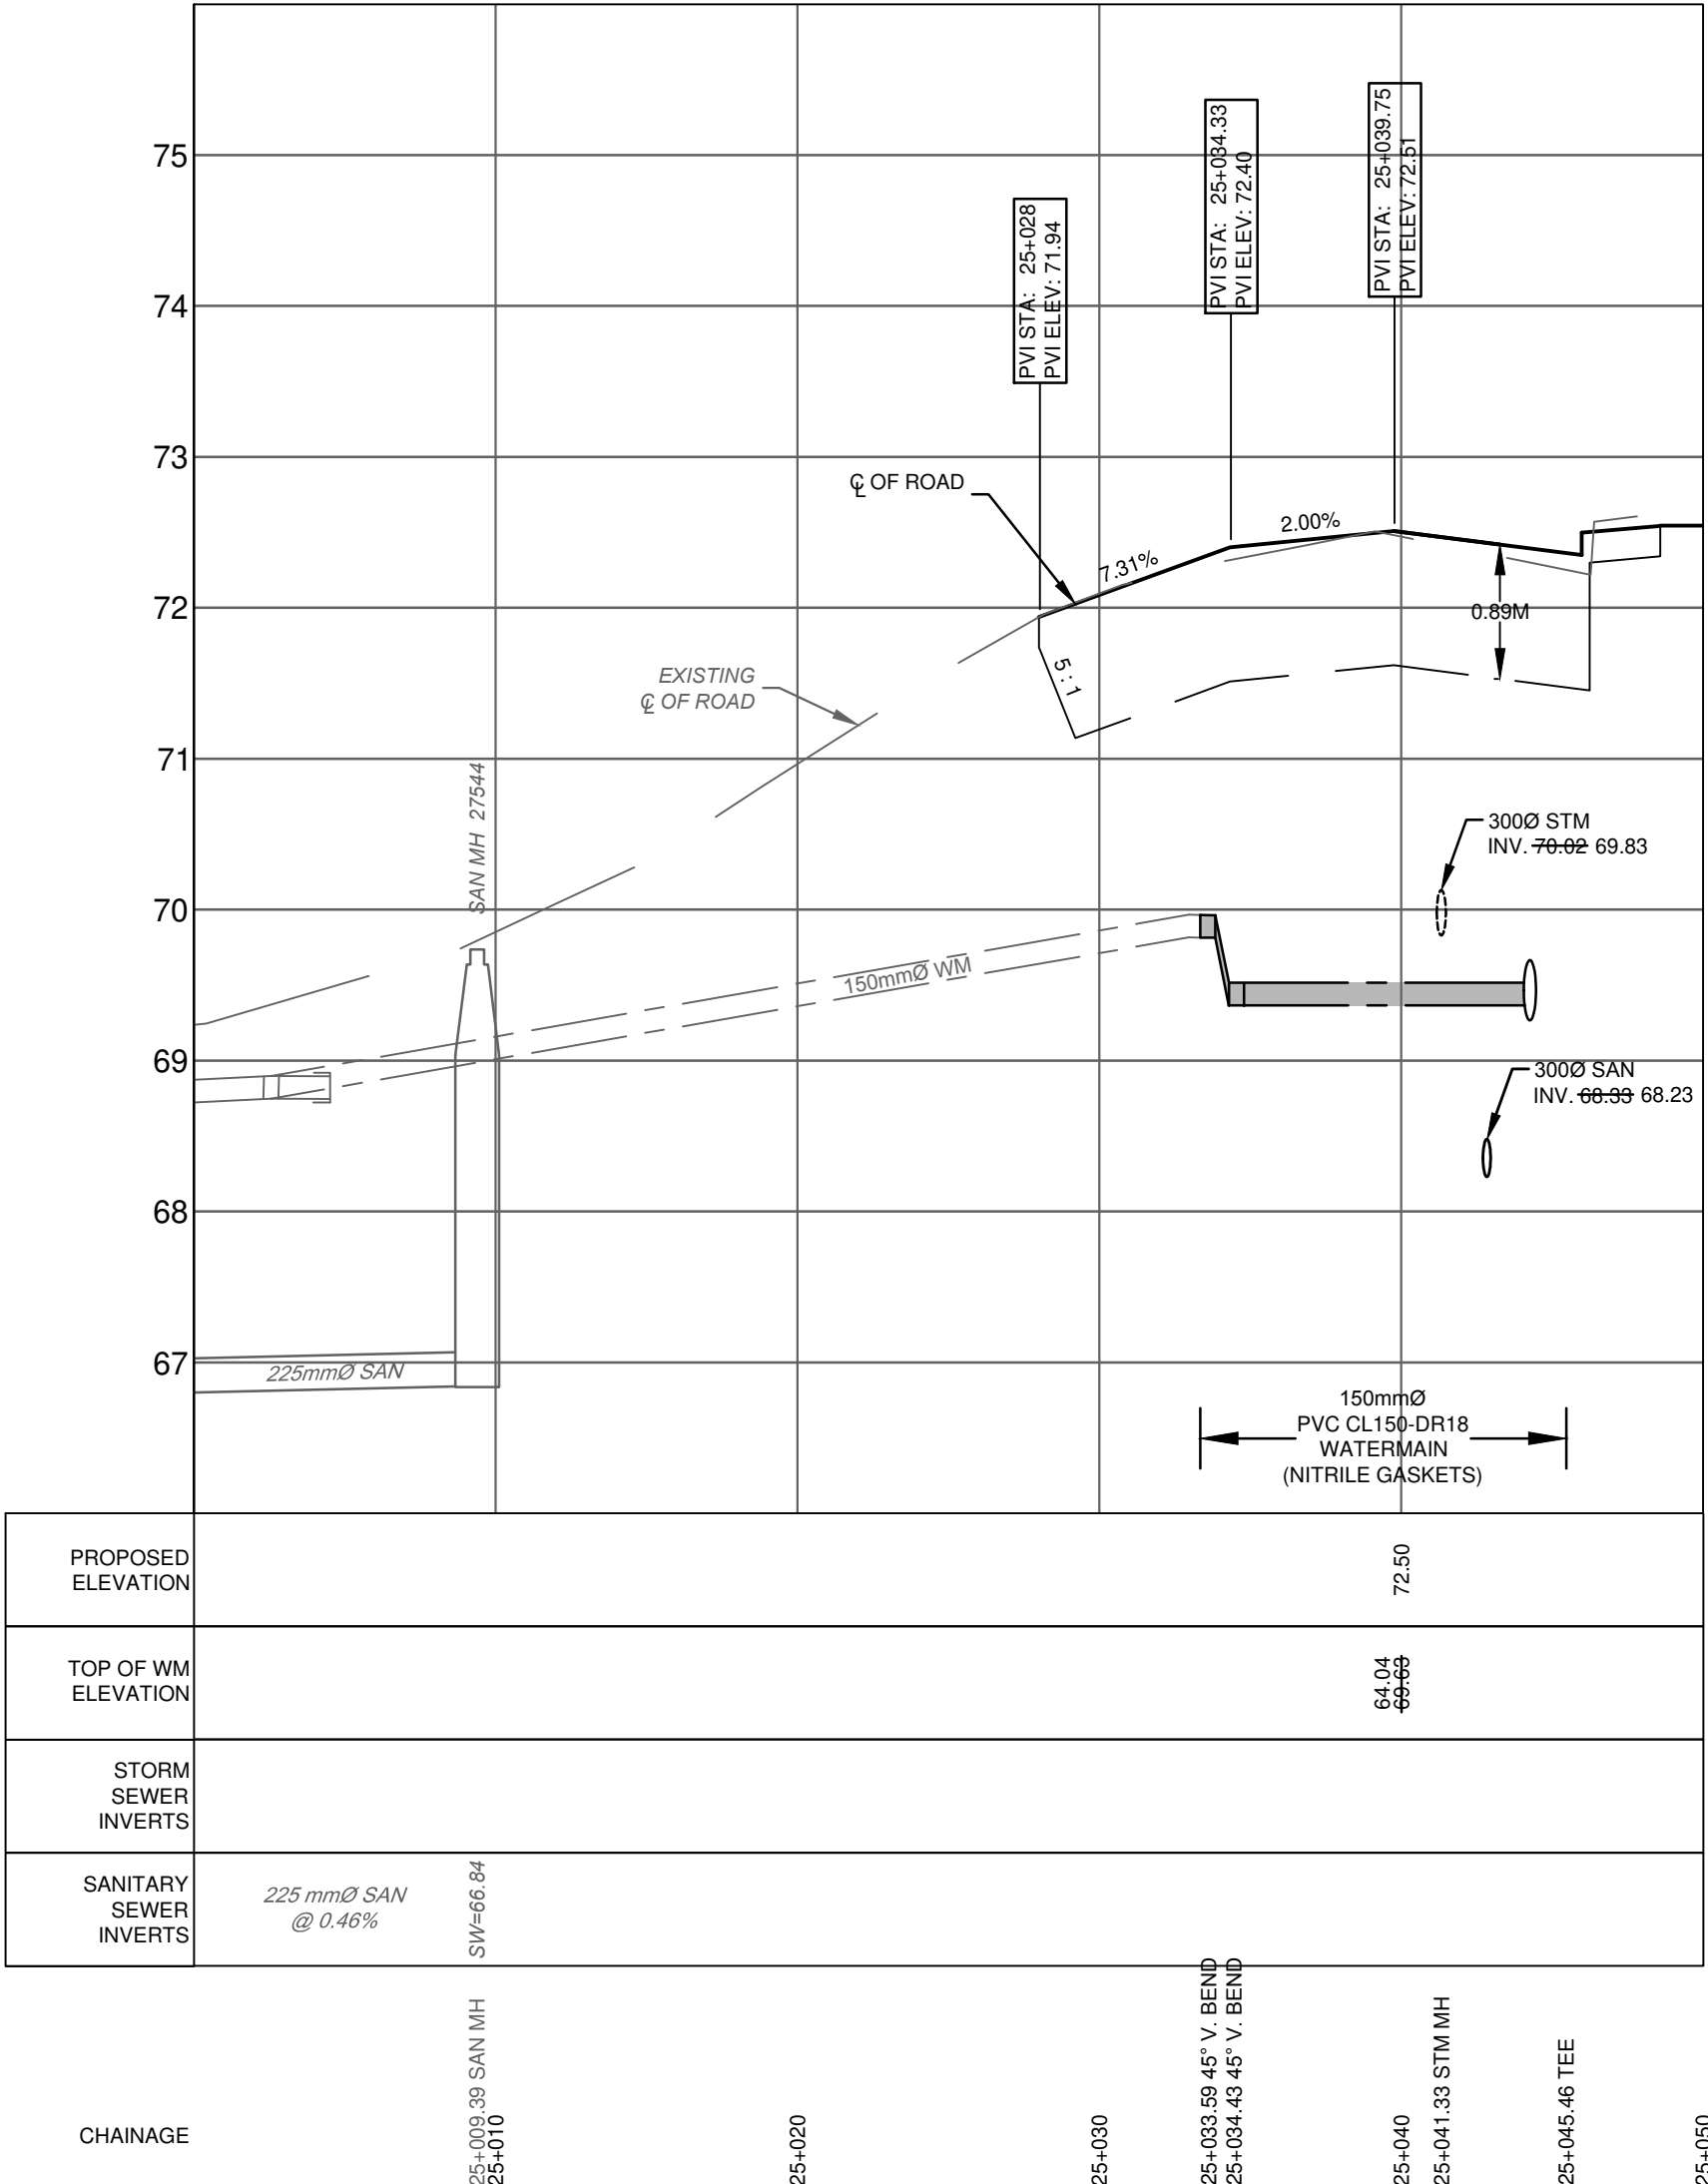 75
74
73
72
71
70
69
68
67
PVI STA: 25+028
PVI ELEV: 71.94
PVI STA: 25+034.33
PVI ELEV: 72.40
PVI STA: 25+039.75
PVI ELEV: 72.51
℄ OF ROAD
7.31%
2.00%
0.89M
5:1
EXISTING
℄ OF ROAD
SAN MH 27544
300Ø STM
INV. 70.02 69.83
150mmØ WM
300Ø SAN
INV. 68.33 68.23
225mmØ SAN
150mmØ
PVC CL150-DR18
WATERMAIN
(NITRILE GASKETS)
PROPOSED
ELEVATION
72.50
TOP OF WM
ELEVATION
64.04
69.63
STORM
SEWER
INVERTS
SANITARY
SEWER
INVERTS
225 mmØ SAN
@ 0.46%
SW=66.84
CHAINAGE
25+009.39 SAN MH
25+010
25+020
25+030
25+033.59 45° V. BEND
25+034.43 45° V. BEND
25+040
25+041.33 STM MH
25+045.46 TEE
25+050